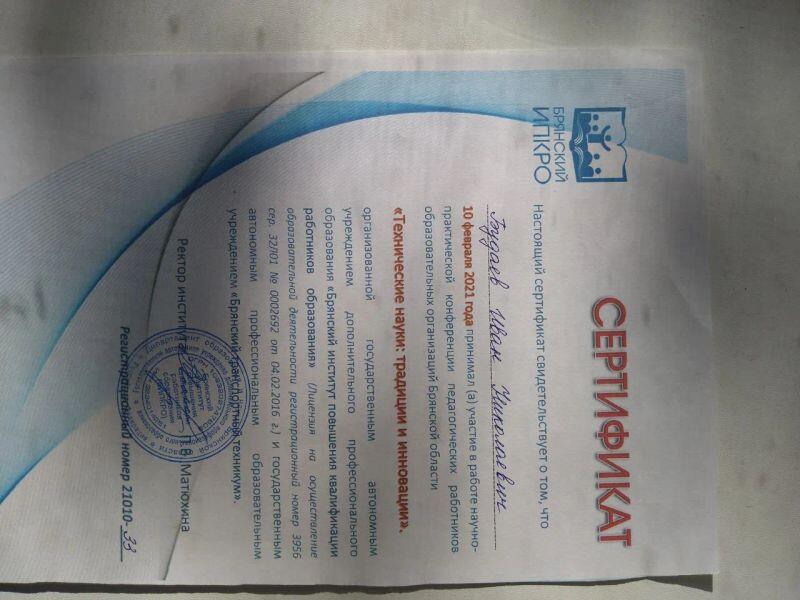 БРЯНСКИЙ
ИПКРО
СЕРТИФИКАТ
Настоящий сертификат свидетельствует о том, что
Будаев Иван Николаевич
10 февраля 2021 года принимал (а) участие в работе научно-
практической конференции педагогических работников
образовательных организаций Брянской области
«Технические науки: традиции и инновации».
организованной государственным автономным
учреждением дополнительного профессионального
образования «Брянский институт повышения квалификации
работников образования» (Лицензия на осуществление
образовательной деятельности регистрационный номер 3956
сер. 32Л01 № 0002692 от 04.02.2016 г.) и государственным
автономным профессиональным образовательным
учреждением «Брянский транспортный техникум».
Ректор института В. Матюхина
Регистрационный номер 21010-33